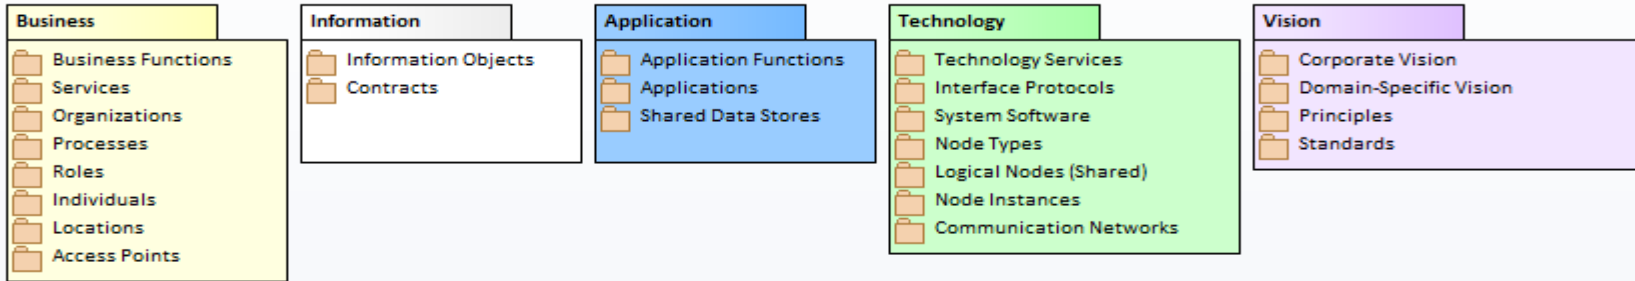 Business
Business Functions
Services
Organizations
Processes
Roles
Individuals
Locations
Access Points
Information
Information Objects
Contracts
Application
Application Functions
Applications
Shared Data Stores
Technology
Technology Services
Interface Protocols
System Software
Node Types
Logical Nodes (Shared)
Node Instances
Communication Networks
Vision
Corporate Vision
Domain-Specific Vision
Principles
Standards